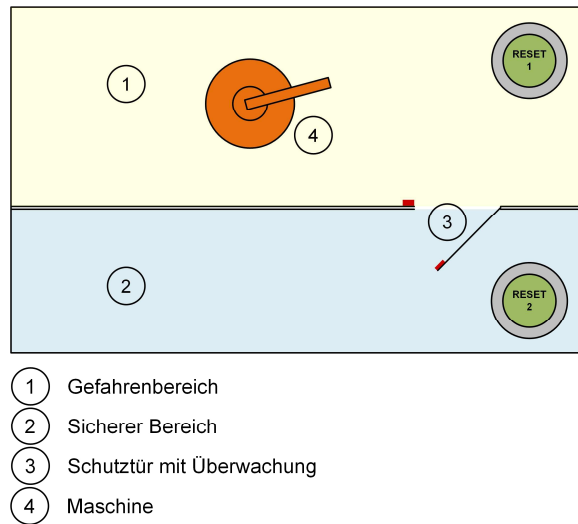 RESET
1
1
4
3
2
RESET
2
1 Gefahrenbereich
2 Sicherer Bereich
3 Schutztür mit Überwachung
4 Maschine